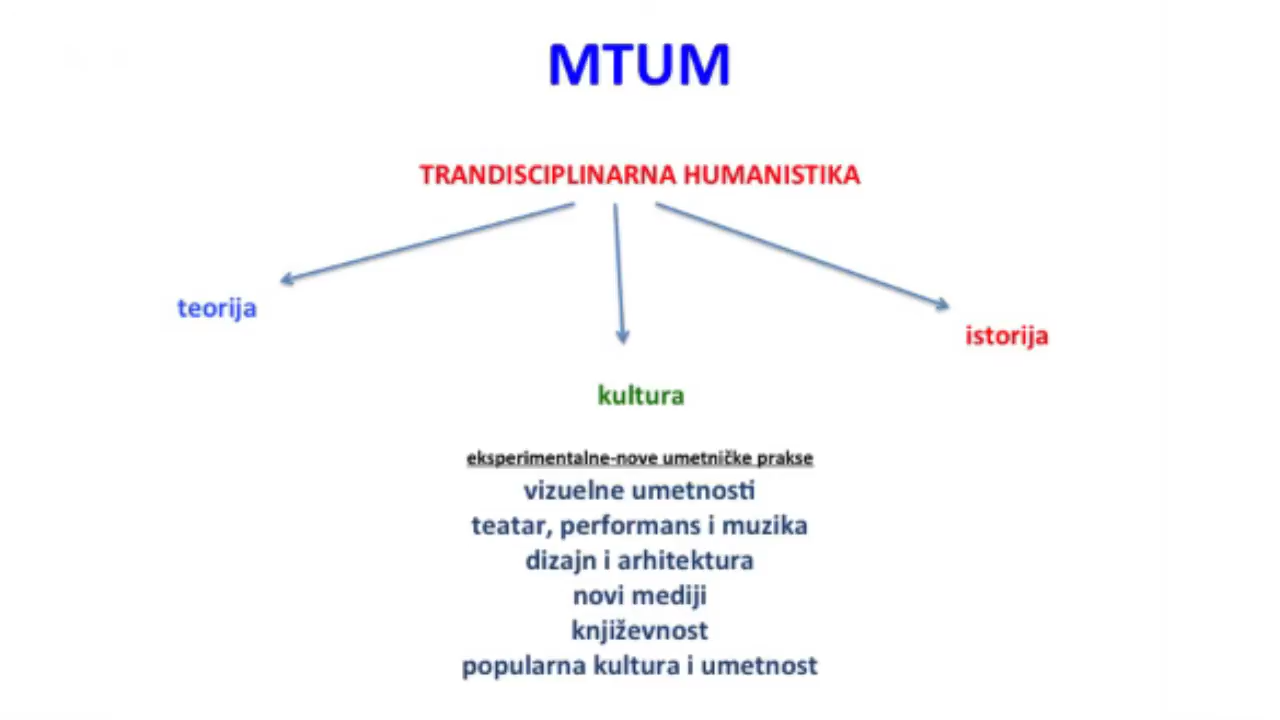 MTUM
TRANDISCIPLINARNA HUMANISTIKA
teorija
istorija
kultura
eksperimentalne-nove umetničke prakse
vizuelne umetnosti
teatar, performans i muzika
dizajn i arhitektura
novi mediji
književnost
popularna kultura i umetnost